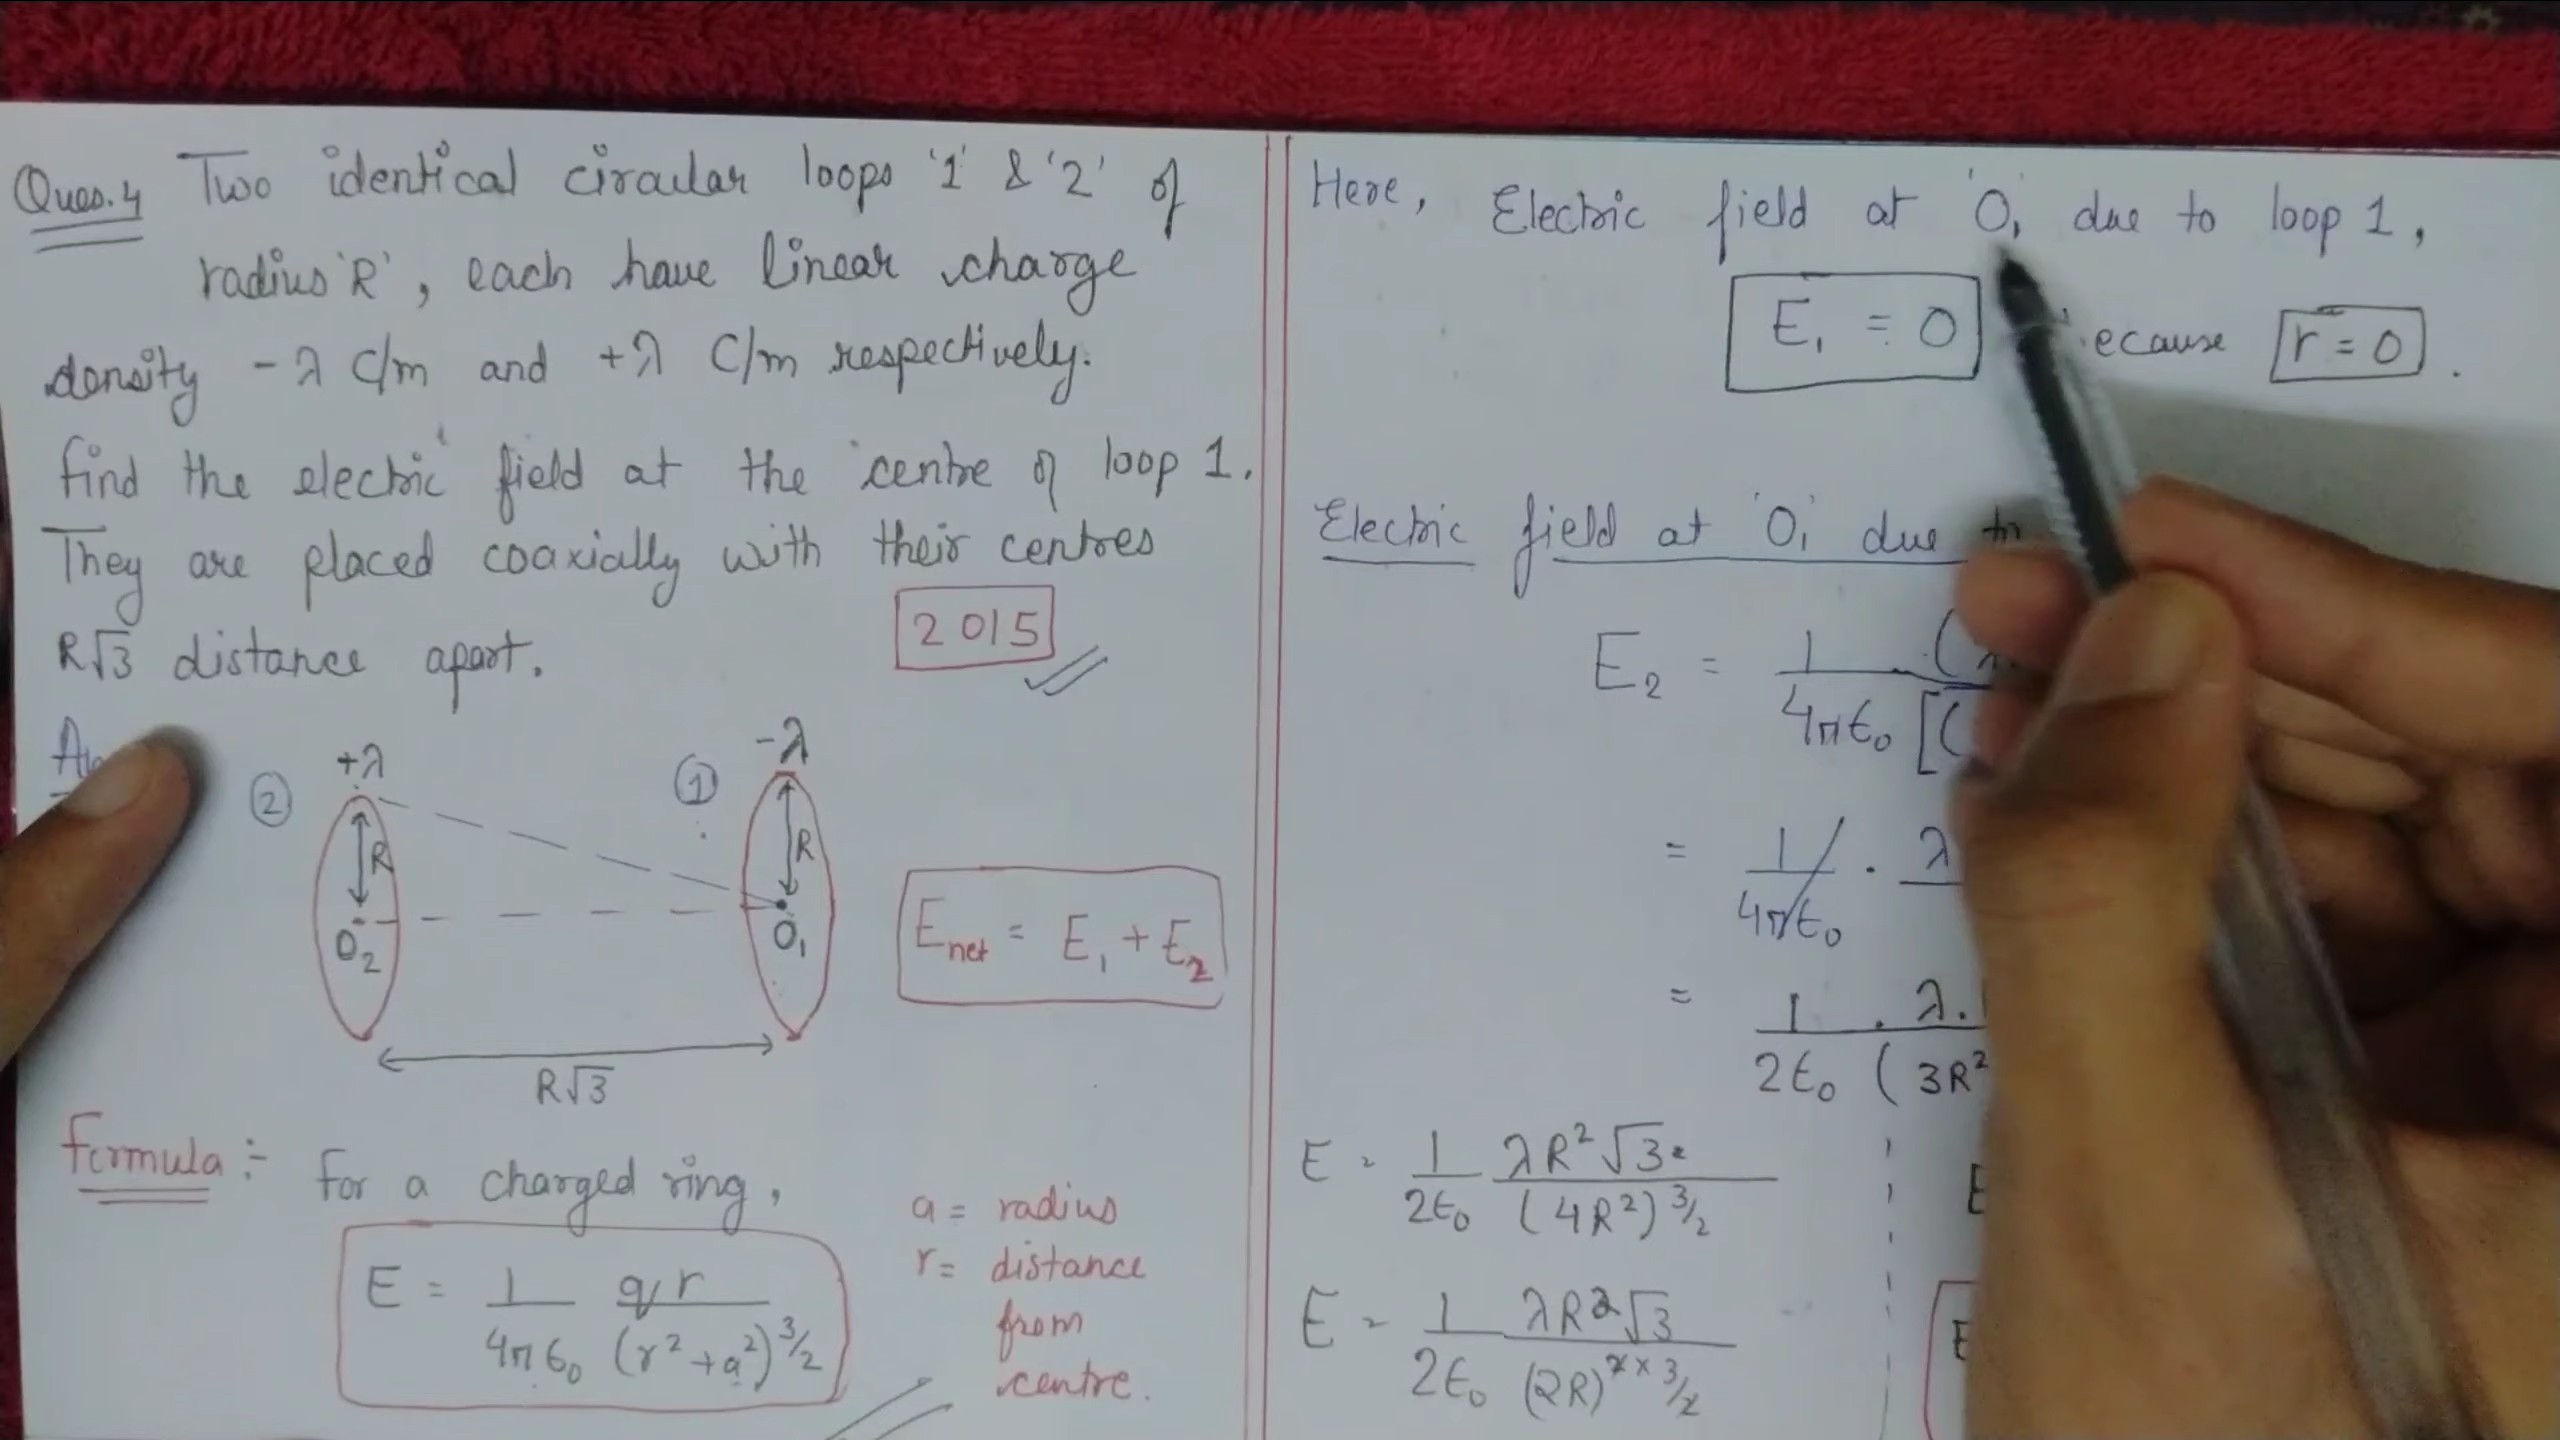 Ques.4 Two identical circular loops '1' & '2' of
radius 'R', each have linear charge
density -λ C/m and +λ C/m respectively.
find the electric field at the centre of loop 1.
They are placed coaxially with their centres
R√3 distance apart.
2015
+λ
-λ
②
①
R
R
O₂
O₁
R√3
E_net = E₁ + E₂
Formula :- For a charged ring,
E = 1/4πε₀ qr/(r² + a²)^3/2
a = radius
r = distance
from
centre.
Here, Electric field at 'O₁' due to loop 1,
E₁ = 0
ecause r = 0 .
Electric field at 'O₁ due to
E₂ = 1/4πε₀ (λ. [(
= 1/4πε₀ . λ
= 1/2ε₀ . λ. ( 3R²
E = 1/2ε₀ λR²√3/(4R²)^3/2
E = 1/2ε₀ λR²√3/(2R)^2×3/2
E
E